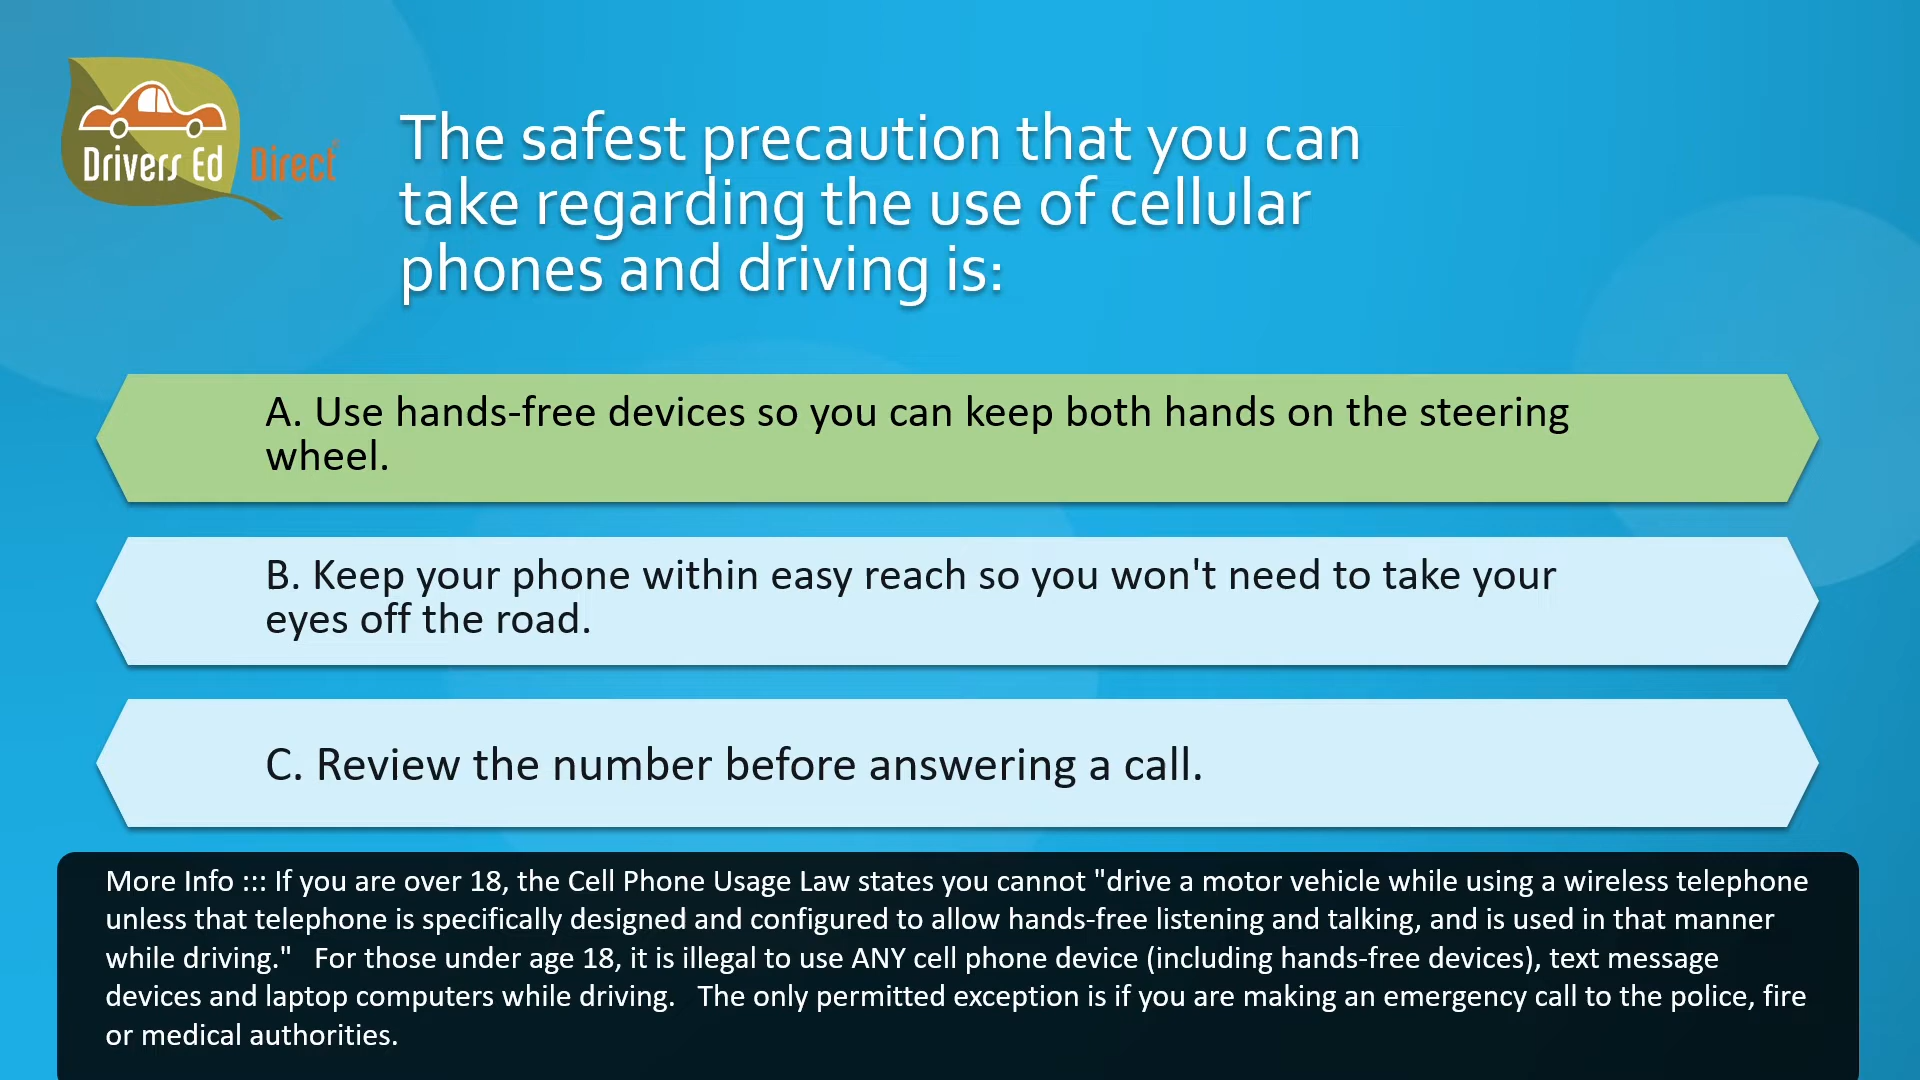 Drivers Ed Direct
The safest precaution that you can
take regarding the use of cellular
phones and driving is:
A. Use hands-free devices so you can keep both hands on the steering
wheel.
B. Keep your phone within easy reach so you won't need to take your
eyes off the road.
C. Review the number before answering a call.
More Info ::: If you are over 18, the Cell Phone Usage Law states you cannot "drive a motor vehicle while using a wireless telephone
unless that telephone is specifically designed and configured to allow hands-free listening and talking, and is used in that manner
while driving."   For those under age 18, it is illegal to use ANY cell phone device (including hands-free devices), text message
devices and laptop computers while driving.   The only permitted exception is if you are making an emergency call to the police, fire
or medical authorities.